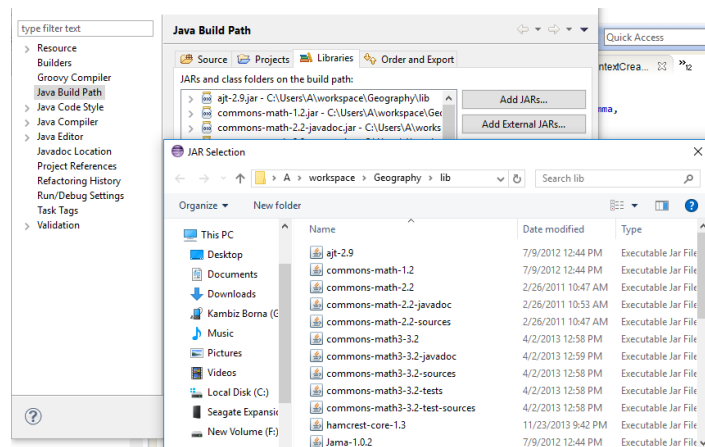 type filter text
Resource
Builders
Groovy Compiler
Java Build Path
Java Code Style
Java Compiler
Java Editor
Javadoc Location
Project References
Refactoring History
Run/Debug Settings
Task Tags
Validation
Java Build Path
Source Projects Libraries Order and Export
JARs and class folders on the build path:
ajt-2.9.jar - C:\Users\A\workspace\Geography\lib
commons-math-1.2.jar - C:\Users\A\workspace\Geo
commons-math-2.2-javadoc.jar - C:\Users\A\works
Add JARs...
Add External JARs...
Quick Access
ntextCrea... 12
mma,
JAR Selection
A > workspace > Geography > lib
Search lib
Organize New folder
This PC
Desktop
Documents
Downloads
Kambiz Borna (G
Music
Pictures
Videos
Local Disk (C:)
Seagate Expansio
New Volume (F:)
Name Date modified Type
ajt-2.9 7/9/2012 12:44 PM Executable Jar File
commons-math-1.2 7/9/2012 12:44 PM Executable Jar File
commons-math-2.2 2/26/2011 10:47 AM Executable Jar File
commons-math-2.2-javadoc 2/26/2011 10:53 AM Executable Jar File
commons-math-2.2-sources 2/26/2011 10:47 AM Executable Jar File
commons-math3-3.2 4/2/2013 12:58 PM Executable Jar File
commons-math3-3.2-javadoc 4/2/2013 12:59 PM Executable Jar File
commons-math3-3.2-sources 4/2/2013 12:58 PM Executable Jar File
commons-math3-3.2-tests 4/2/2013 12:58 PM Executable Jar File
commons-math3-3.2-test-sources 4/2/2013 12:58 PM Executable Jar File
hamcrest-core-1.3 11/23/2013 9:42 PM Executable Jar File
Jama-1.0.2 7/9/2012 12:44 PM Executable Jar File